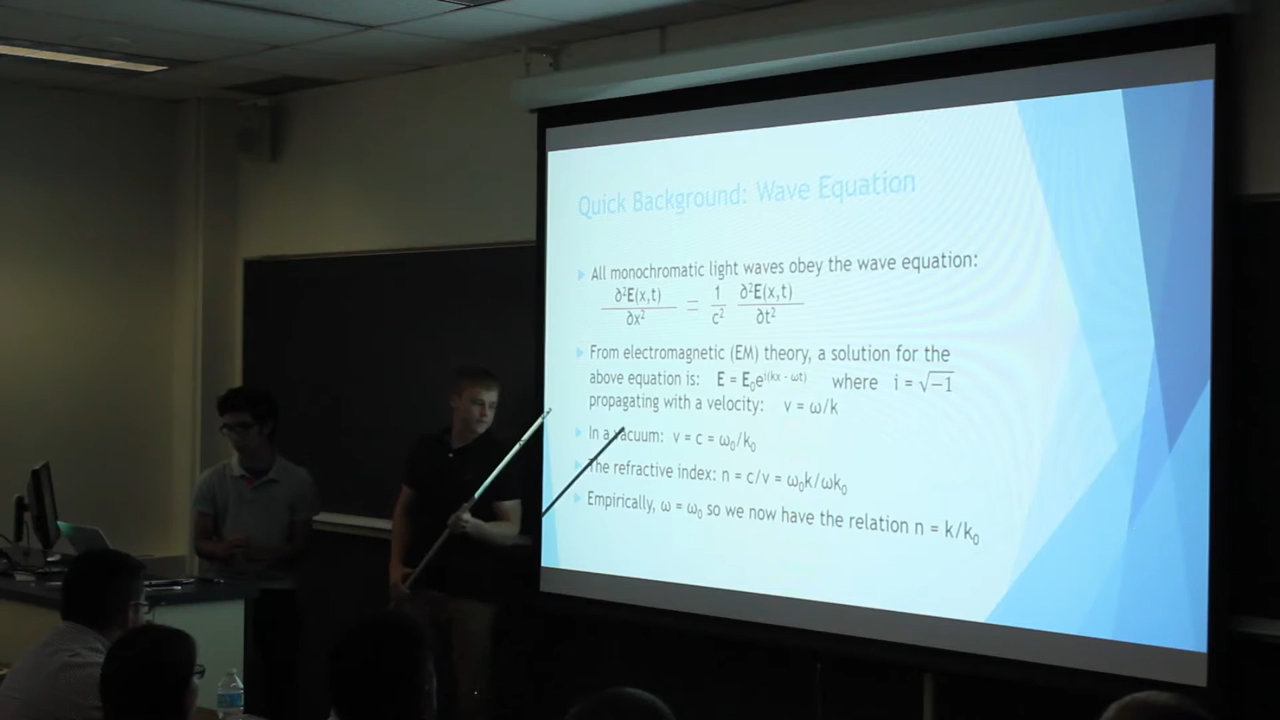 Quick Background: Wave Equation
All monochromatic light waves obey the wave equation:
∂²E(x,t)/∂x² = 1/c² ∂²E(x,t)/∂t²
From electromagnetic (EM) theory, a solution for the
above equation is: E = E₀eⁱ⁽ᵏˣ ⁻ ωᵗ⁾ where i = √−1
propagating with a velocity: v = ω/k
In a vacuum: v = c = ω₀/k₀
The refractive index: n = c/v = ω₀k/ωk₀
Empirically, ω = ω₀ so we now have the relation n = k/k₀